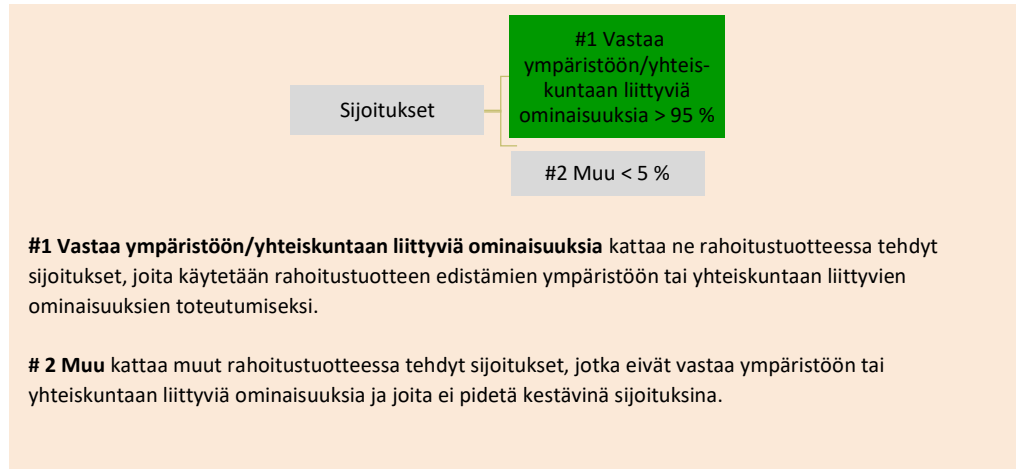 #1 Vastaa
ympäristöön/yhteis-
kuntaan liittyviä
ominaisuuksia > 95 %
Sijoitukset
#2 Muu < 5 %
#1 Vastaa ympäristöön/yhteiskuntaan liittyviä ominaisuuksia kattaa ne rahoitustuotteessa tehdyt
sijoitukset, joita käytetään rahoitustuotteen edistämien ympäristöön tai yhteiskuntaan liittyvien
ominaisuuksien toteutumiseksi.
# 2 Muu kattaa muut rahoitustuotteessa tehdyt sijoitukset, jotka eivät vastaa ympäristöön tai
yhteiskuntaan liittyviä ominaisuuksia ja joita ei pidetä kestävinä sijoituksina.